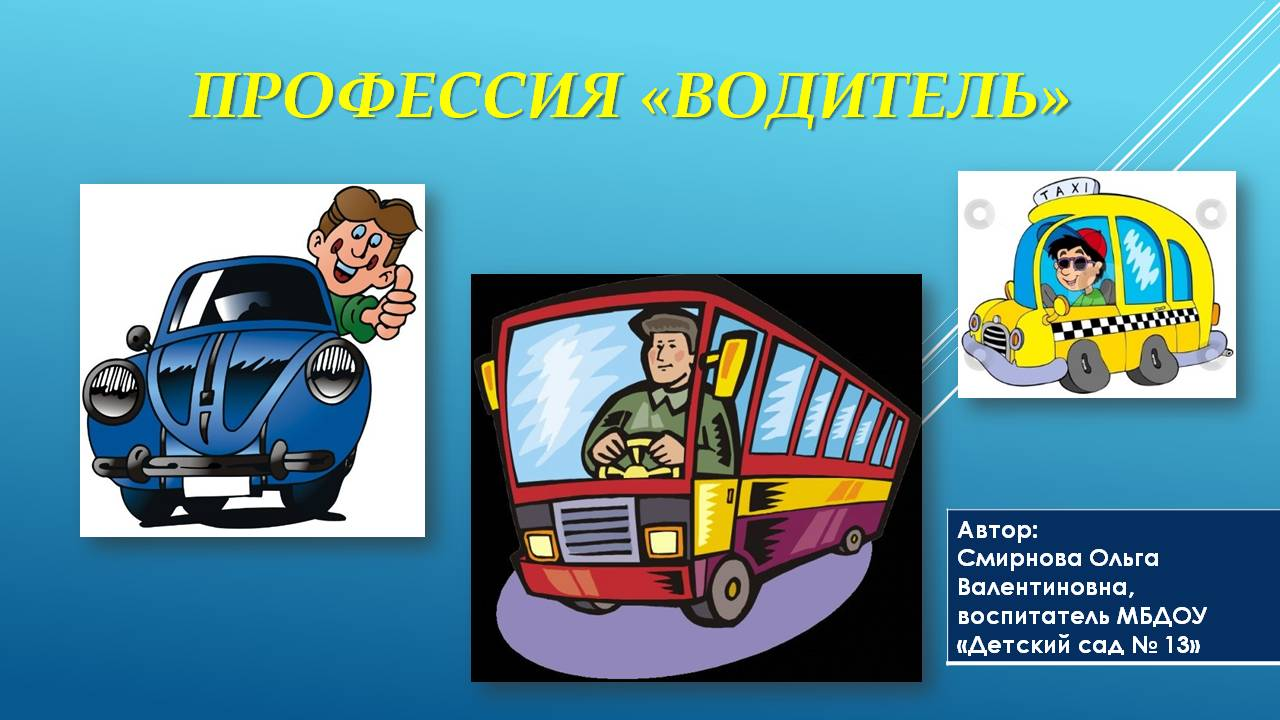 ПРОФЕССИЯ «ВОДИТЕЛЬ»
TAXI
Автор:
Смирнова Ольга
Валентиновна,
воспитатель МБДОУ
«Детский сад № 13»